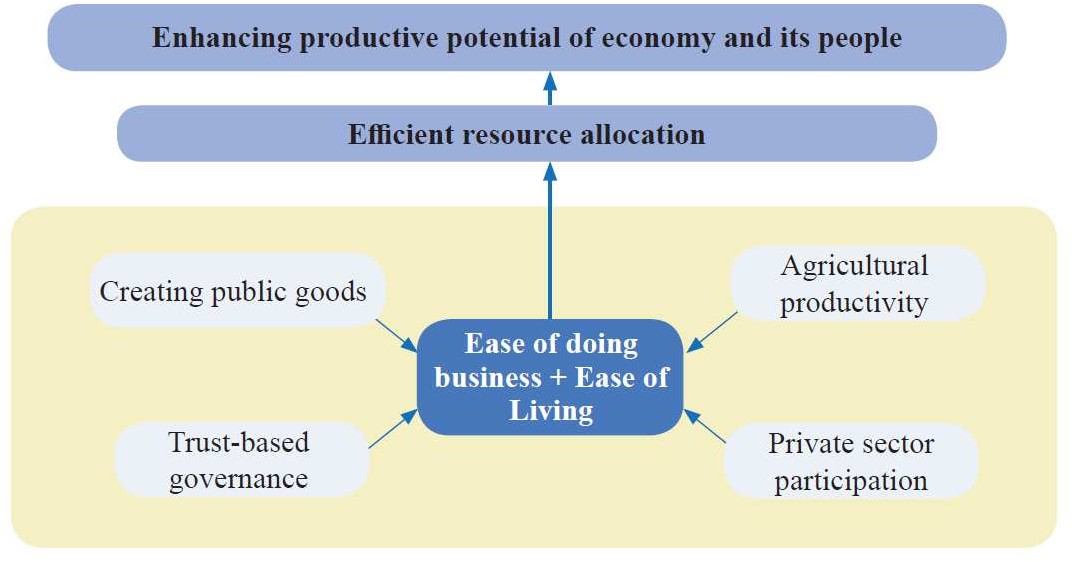 Enhancing productive potential of economy and its people
Efficient resource allocation
Creating public goods
Agricultural
productivity
Ease of doing
business + Ease of
Living
Trust-based
governance
Private sector
participation